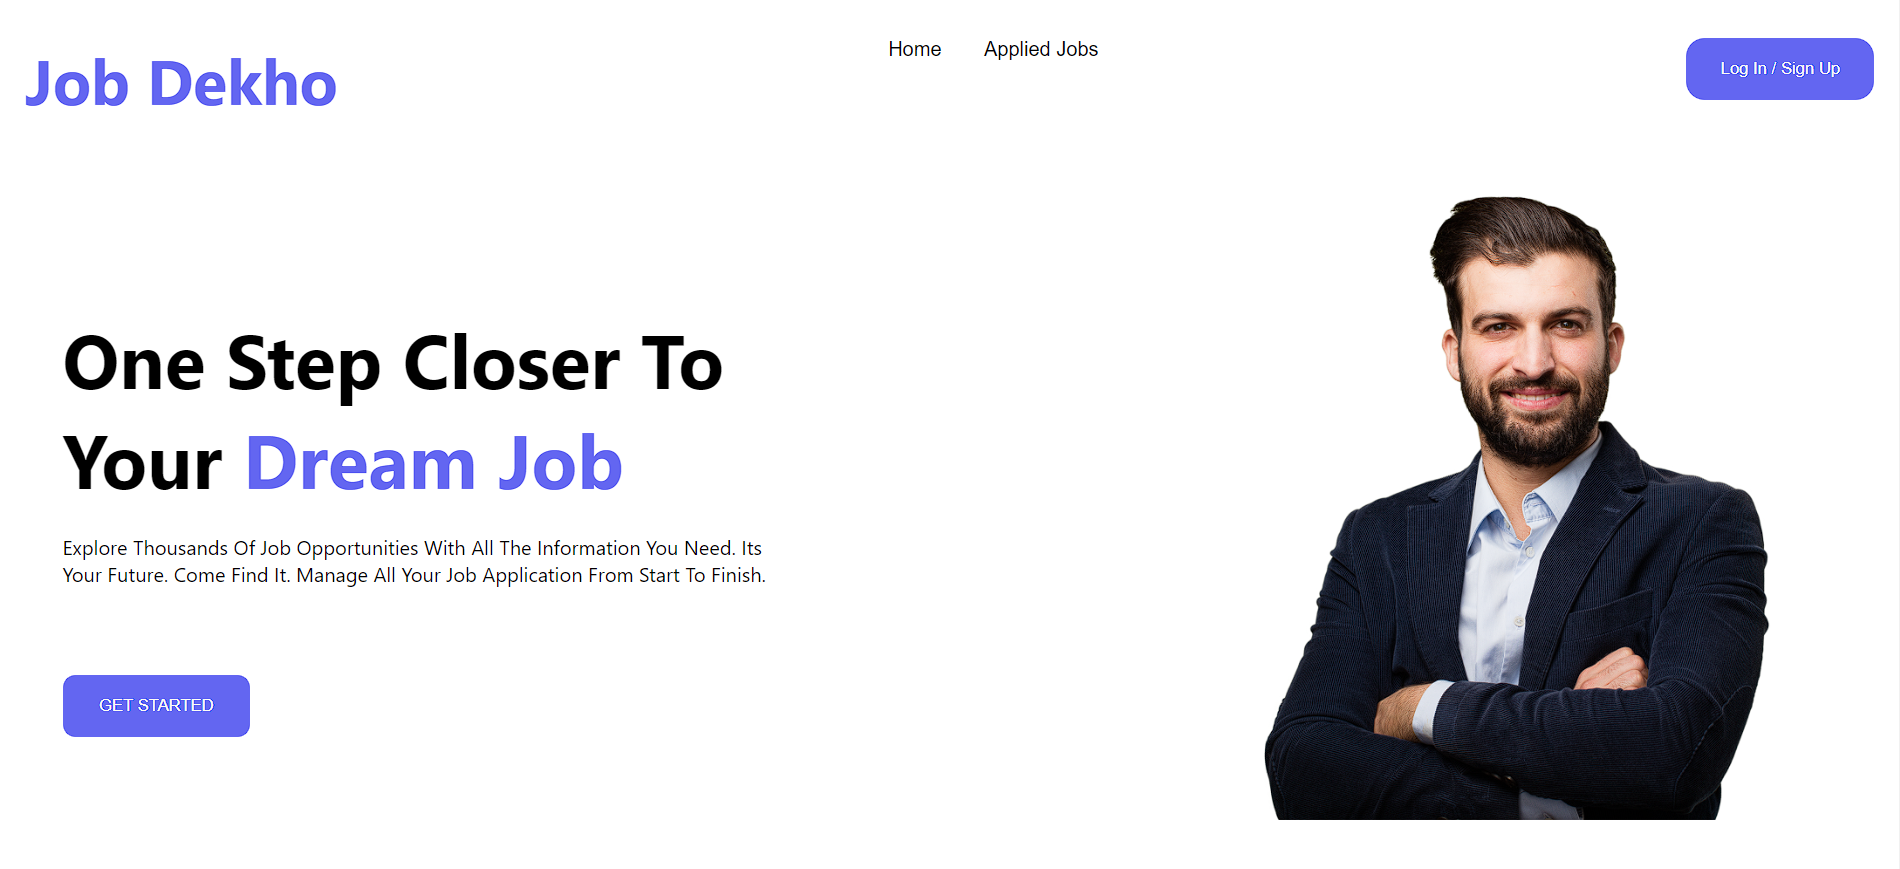 Job Dekho
Home
Applied Jobs
Log In / Sign Up
One Step Closer To
Your Dream Job
Explore Thousands Of Job Opportunities With All The Information You Need. Its
Your Future. Come Find It. Manage All Your Job Application From Start To Finish.
GET STARTED